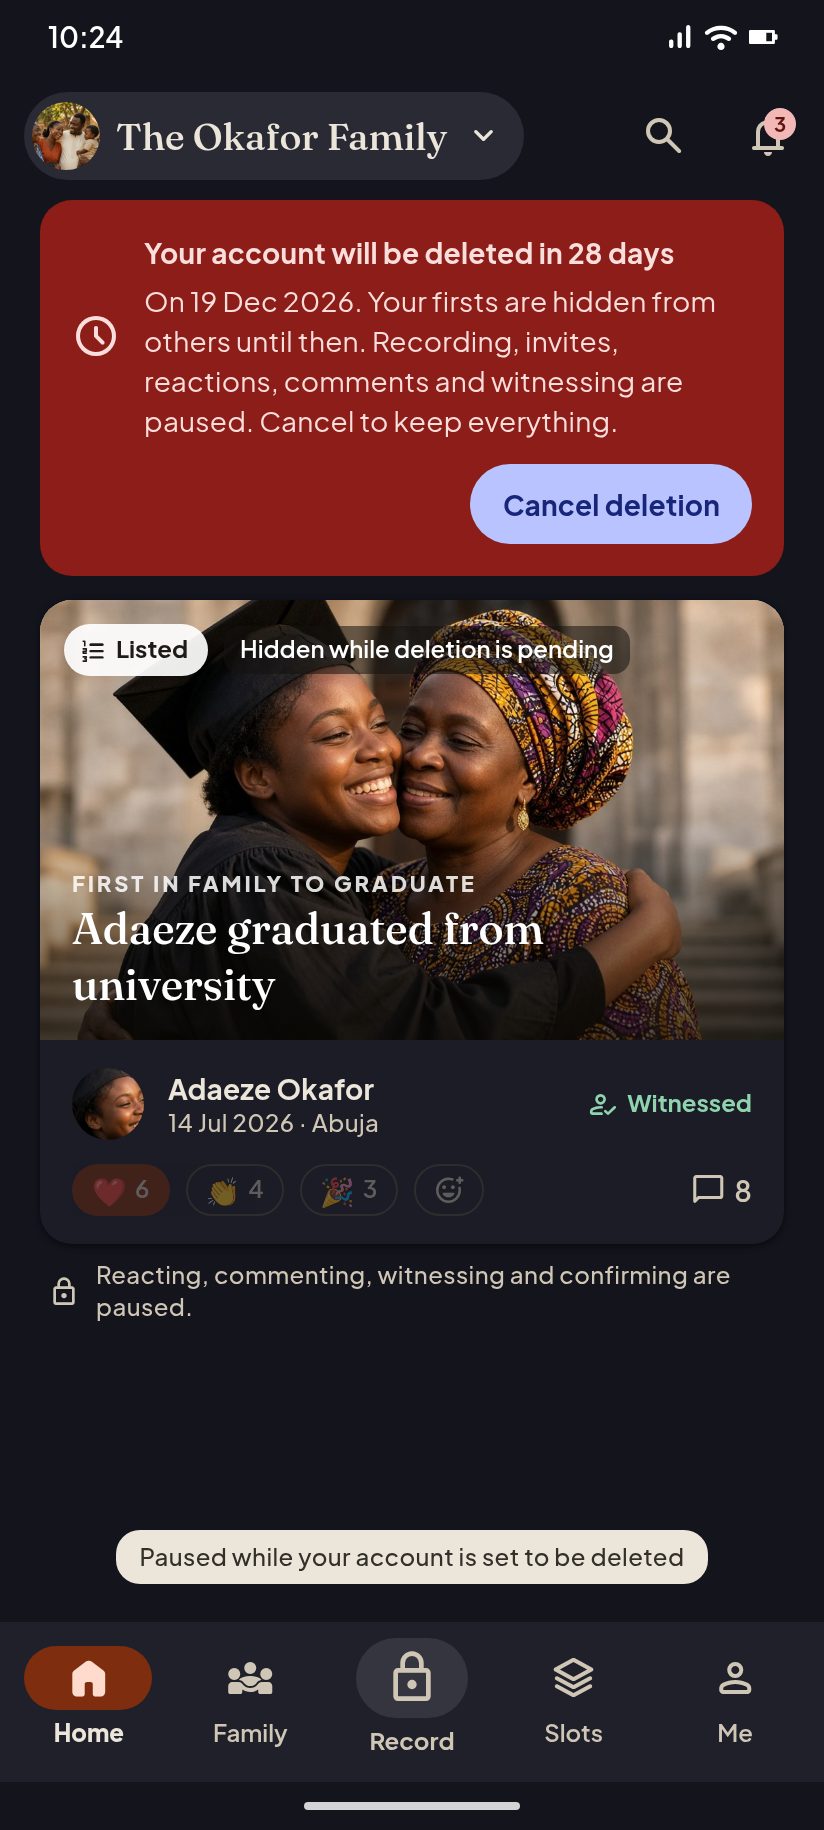 10:24
The Okafor Family
3
Your account will be deleted in 28 days
On 19 Dec 2026. Your firsts are hidden from
others until then. Recording, invites,
reactions, comments and witnessing are
paused. Cancel to keep everything.
Cancel deletion
Listed
Hidden while deletion is pending
FIRST IN FAMILY TO GRADUATE
Adaeze graduated from
university
Adaeze Okafor
14 Jul 2026 · Abuja
Witnessed
❤️ 6
👏 4
🎉 3
8
Reacting, commenting, witnessing and confirming are
paused.
Paused while your account is set to be deleted
Home
Family
Record
Slots
Me